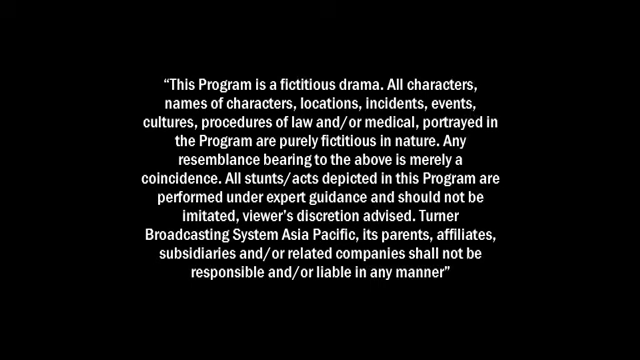 “This Program is a fictitious drama. All characters,
names of characters, locations, incidents, events,
cultures, procedures of law and/or medical, portrayed in
the Program are purely fictitious in nature. Any
resemblance bearing to the above is merely a
coincidence. All stunts/acts depicted in this Program are
performed under expert guidance and should not be
imitated, viewer’s discretion advised. Turner
Broadcasting System Asia Pacific, its parents, affiliates,
subsidiaries and/or related companies shall not be
responsible and/or liable in any manner”